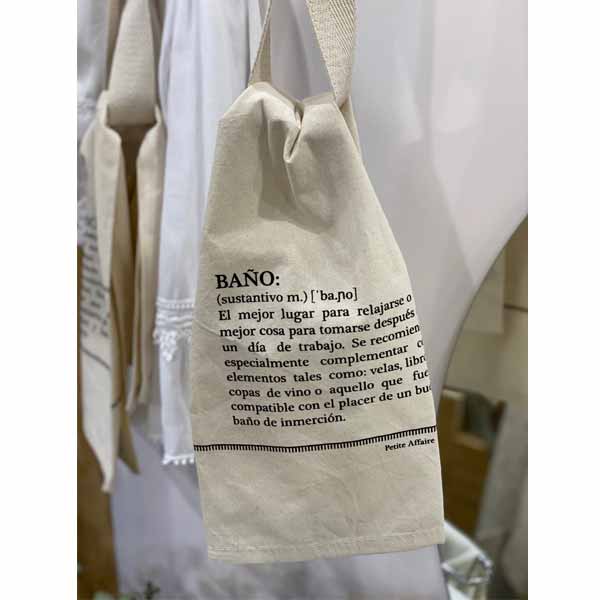 BAÑO:
(sustantivo m.) [ˈba.ɲo]
El mejor lugar para relajarse o
mejor cosa para tomarse después
un día de trabajo. Se
especialmente complementar
elementos tales como: velas,
copas de vino o aquello que
compatible con el placer de un
baño de inmerción.
Petite Affaire